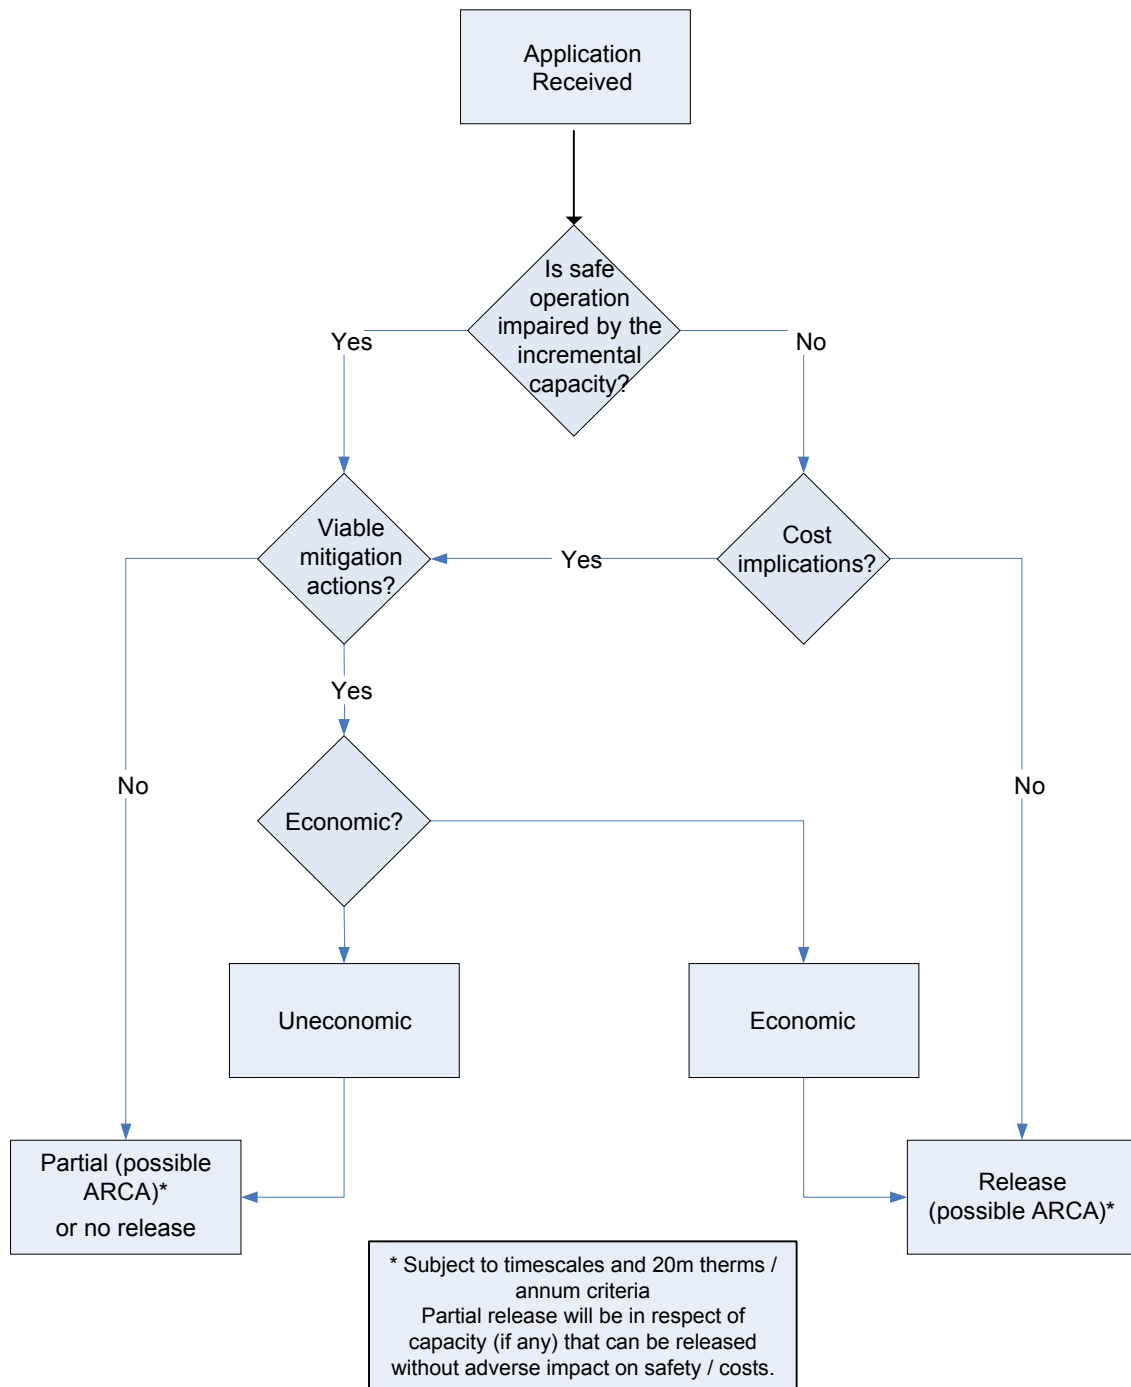 Application
Received
Is safe
operation
impaired by the
incremental
capacity?
Yes
No
Viable
mitigation
actions?
Yes
Cost
implications?
Yes
No
No
Economic?
Uneconomic
Economic
Partial (possible
ARCA)*
or no release
Release
(possible ARCA)*
* Subject to timescales and 20m therms /
annum criteria
Partial release will be in respect of
capacity (if any) that can be released
without adverse impact on safety / costs.